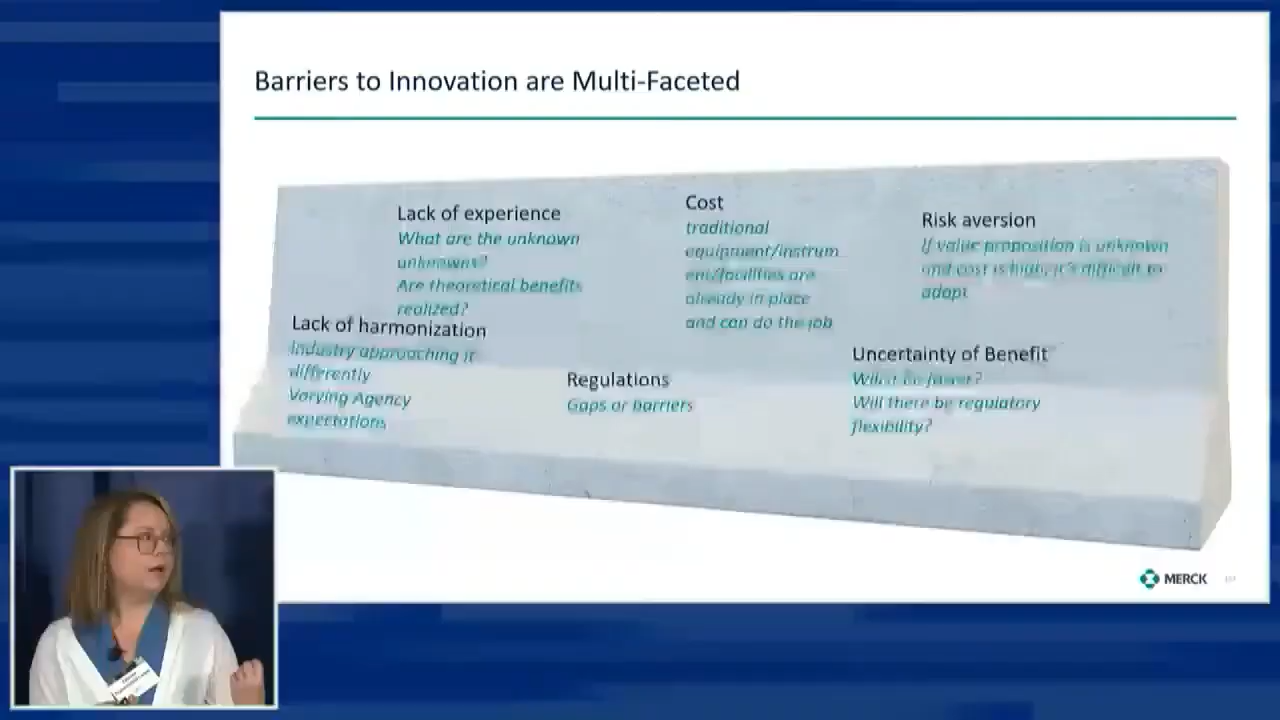 Barriers to Innovation are Multi-Faceted
Lack of experience
What are the unknown
unknowns?
Are theoretical benefits
realized?
Cost
traditional
equipment/instrum
ent/facilities are
already in place
and can do the job
Risk aversion
If value proposition is unknown
and cost is high, it's difficult to
adopt
Lack of harmonization
Industry approaching it
differently
Varying Agency
expectations
Regulations
Gaps or barriers
Uncertainty of Benefit
Will there be regulatory
flexibility?
MERCK